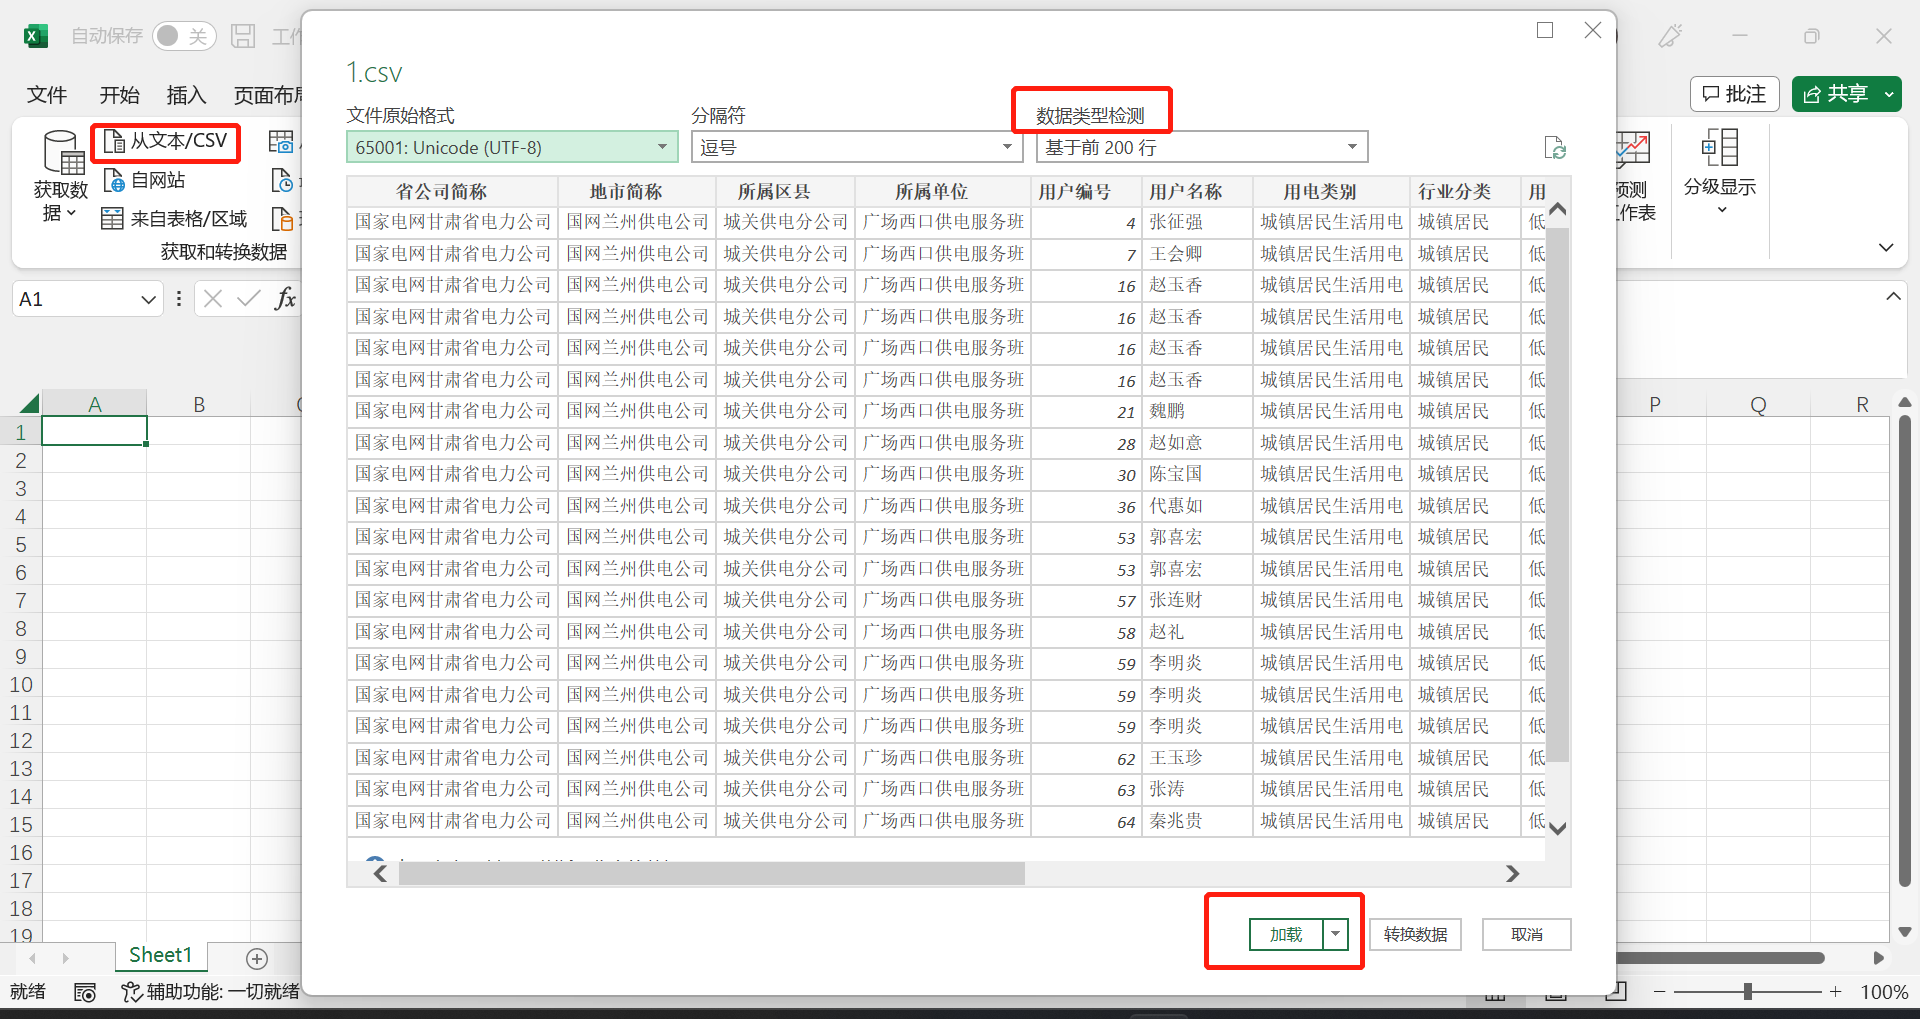 自动保存 关
文件 开始 插入 页面布局
批注 共享
获取数据
从文本/CSV
自网站
来自表格/区域
获取和转换数据
预测
工作表
分级显示
A1
fx
1.csv
文件原始格式 分隔符 数据类型检测
65001: Unicode (UTF-8) 逗号 基于前 200 行
省公司简称 地市简称 所属区县 所属单位 用户编号 用户名称 用电类别 行业分类 用
国家电网甘肃省电力公司 国网兰州供电公司 城关供电分公司 广场西口供电服务班 4 张征强 城镇居民生活用电 城镇居民 低
国家电网甘肃省电力公司 国网兰州供电公司 城关供电分公司 广场西口供电服务班 7 王会卿 城镇居民生活用电 城镇居民 低
国家电网甘肃省电力公司 国网兰州供电公司 城关供电分公司 广场西口供电服务班 16 赵玉香 城镇居民生活用电 城镇居民 低
国家电网甘肃省电力公司 国网兰州供电公司 城关供电分公司 广场西口供电服务班 16 赵玉香 城镇居民生活用电 城镇居民 低
国家电网甘肃省电力公司 国网兰州供电公司 城关供电分公司 广场西口供电服务班 16 赵玉香 城镇居民生活用电 城镇居民 低
国家电网甘肃省电力公司 国网兰州供电公司 城关供电分公司 广场西口供电服务班 16 赵玉香 城镇居民生活用电 城镇居民 低
国家电网甘肃省电力公司 国网兰州供电公司 城关供电分公司 广场西口供电服务班 21 魏鹏 城镇居民生活用电 城镇居民 低
国家电网甘肃省电力公司 国网兰州供电公司 城关供电分公司 广场西口供电服务班 28 赵如意 城镇居民生活用电 城镇居民 低
国家电网甘肃省电力公司 国网兰州供电公司 城关供电分公司 广场西口供电服务班 30 陈宝国 城镇居民生活用电 城镇居民 低
国家电网甘肃省电力公司 国网兰州供电公司 城关供电分公司 广场西口供电服务班 36 代惠如 城镇居民生活用电 城镇居民 低
国家电网甘肃省电力公司 国网兰州供电公司 城关供电分公司 广场西口供电服务班 53 郭喜宏 城镇居民生活用电 城镇居民 低
国家电网甘肃省电力公司 国网兰州供电公司 城关供电分公司 广场西口供电服务班 53 郭喜宏 城镇居民生活用电 城镇居民 低
国家电网甘肃省电力公司 国网兰州供电公司 城关供电分公司 广场西口供电服务班 57 张连财 城镇居民生活用电 城镇居民 低
国家电网甘肃省电力公司 国网兰州供电公司 城关供电分公司 广场西口供电服务班 58 赵礼 城镇居民生活用电 城镇居民 低
国家电网甘肃省电力公司 国网兰州供电公司 城关供电分公司 广场西口供电服务班 59 李明炎 城镇居民生活用电 城镇居民 低
国家电网甘肃省电力公司 国网兰州供电公司 城关供电分公司 广场西口供电服务班 59 李明炎 城镇居民生活用电 城镇居民 低
国家电网甘肃省电力公司 国网兰州供电公司 城关供电分公司 广场西口供电服务班 59 李明炎 城镇居民生活用电 城镇居民 低
国家电网甘肃省电力公司 国网兰州供电公司 城关供电分公司 广场西口供电服务班 62 王玉珍 城镇居民生活用电 城镇居民 低
国家电网甘肃省电力公司 国网兰州供电公司 城关供电分公司 广场西口供电服务班 63 张涛 城镇居民生活用电 城镇居民 低
国家电网甘肃省电力公司 国网兰州供电公司 城关供电分公司 广场西口供电服务班 64 秦兆贵 城镇居民生活用电 城镇居民 低
加载 转换数据 取消
A B P Q R
1
2
3
4
5
6
7
8
9
10
11
12
13
14
15
16
17
18
19
Sheet1
就绪 辅助功能: 一切就绪 100%